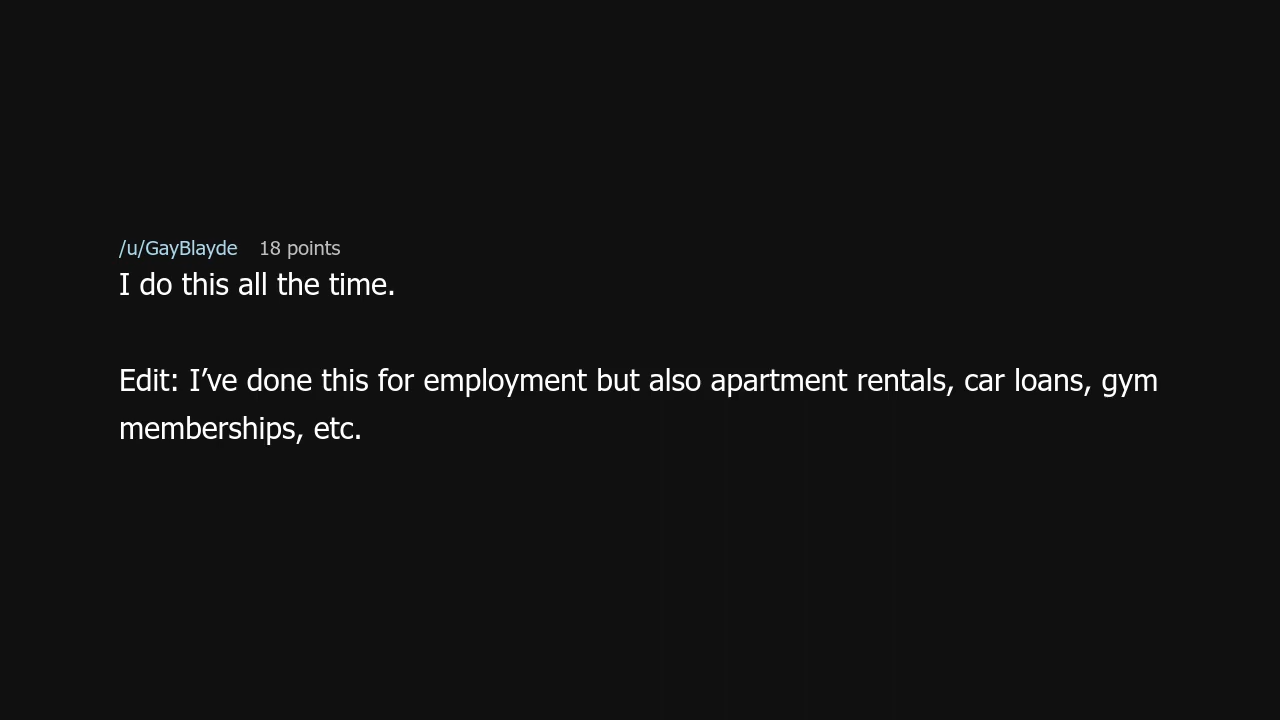 /u/GayBlayde 18 points
I do this all the time.
Edit: I’ve done this for employment but also apartment rentals, car loans, gym
memberships, etc.